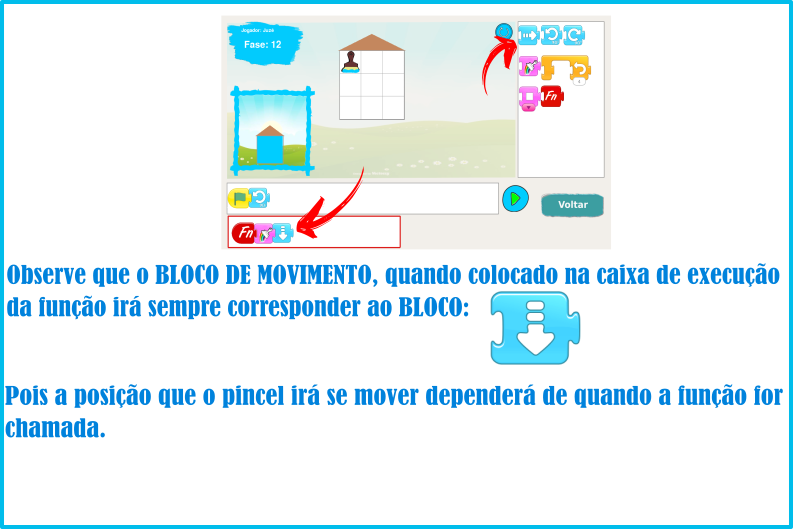 Jogador: José
Fase: 12
Fn
Voltar
Fn
Observe que o BLOCO DE MOVIMENTO, quando colocado na caixa de execução
da função irá sempre corresponder ao BLOCO:
Pois a posição que o pincel irá se mover dependerá de quando a função for
chamada.